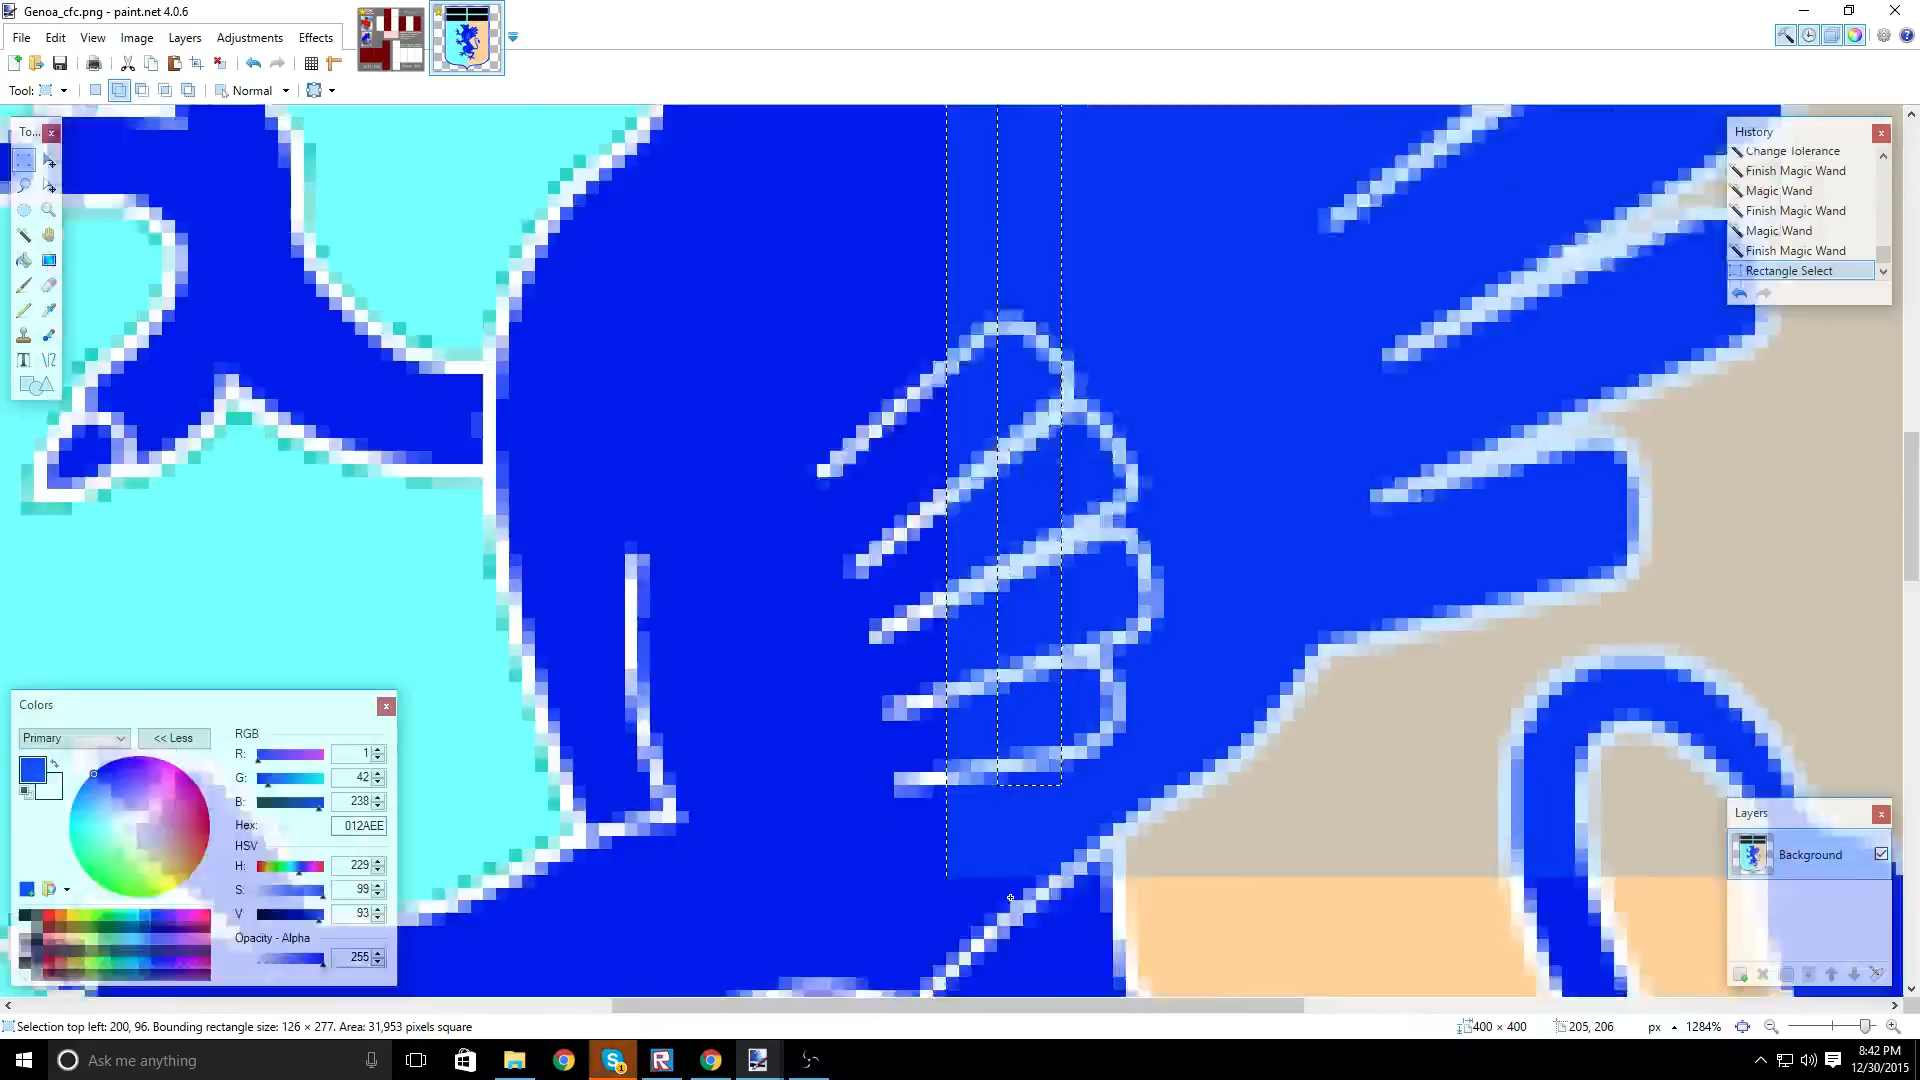 Genoa_cfc.png - paint.net 4.0.6
File Edit View Image Layers Adjustments Effects
Tool: Normal
To...
History
Change Tolerance
Finish Magic Wand
Magic Wand
Finish Magic Wand
Magic Wand
Finish Magic Wand
Rectangle Select
Colors
Primary << Less
RGB
R: 1
G: 42
B: 238
Hex: 012AEE
HSV
H: 229
S: 99
V: 93
Opacity - Alpha
255
Layers
Background
Selection top left: 200, 96. Bounding rectangle size: 126 × 277. Area: 31,953 pixels square
400 × 400 205, 206 px 1284%
Ask me anything
8:42 PM
12/30/2015